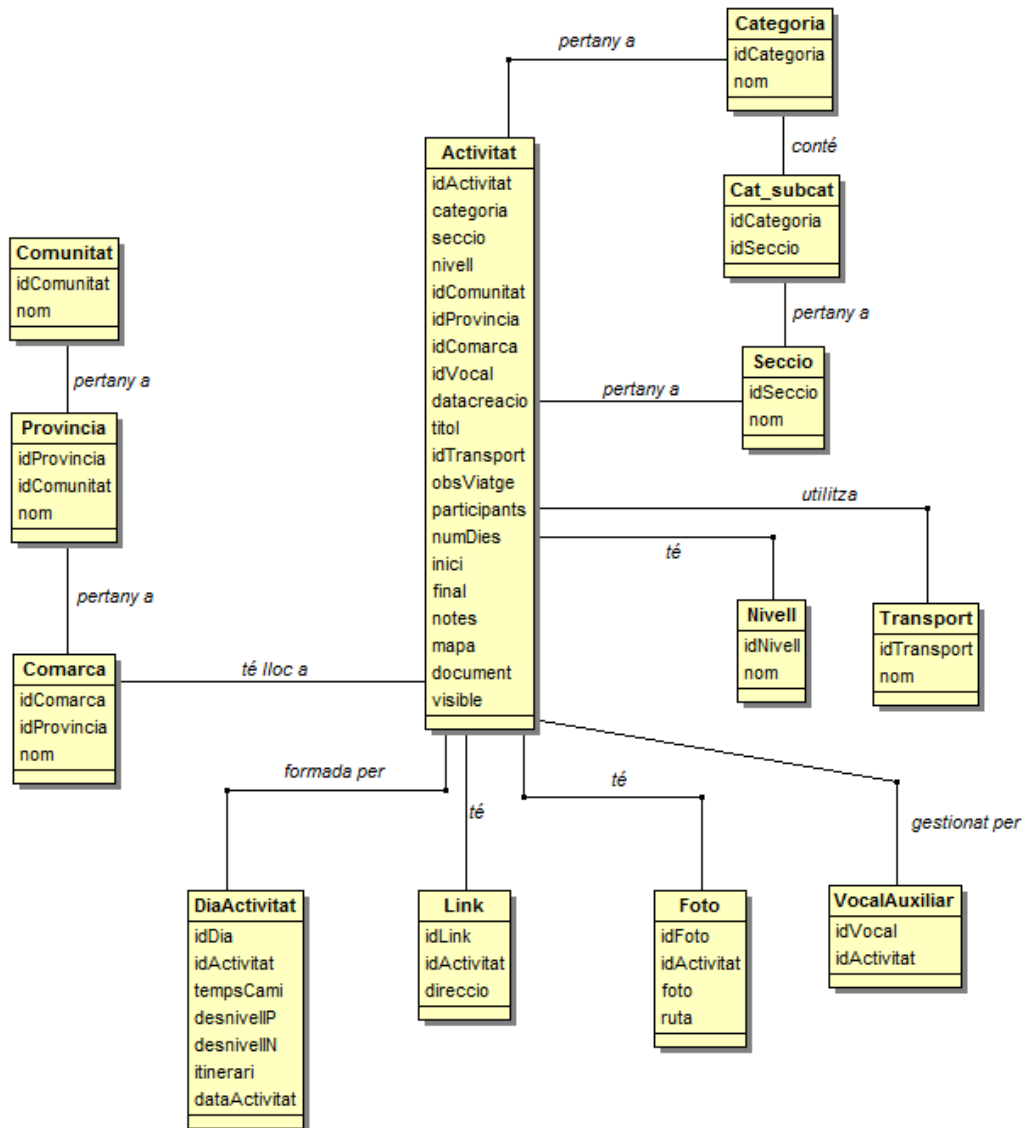 Categoria
idCategoria
nom
pertany a
conté
Cat_subcat
idCategoria
idSeccio
pertany a
Seccio
idSeccio
nom
pertany a
Activitat
idActivitat
categoria
seccio
nivell
idComunitat
idProvincia
idComarca
idVocal
datacreacio
titol
idTransport
obsViatge
participants
numDies
inici
final
notes
mapa
document
visible
Comunitat
idComunitat
nom
pertany a
Provincia
idProvincia
idComunitat
nom
pertany a
Comarca
idComarca
idProvincia
nom
té lloc a
utilitza
té
Nivell
idNivell
nom
Transport
idTransport
nom
formada per
té
té
gestionat per
DiaActivitat
idDia
idActivitat
tempsCami
desnivellP
desnivellN
itinerari
dataActivitat
Link
idLink
idActivitat
direccio
Foto
idFoto
idActivitat
foto
ruta
VocalAuxiliar
idVocal
idActivitat